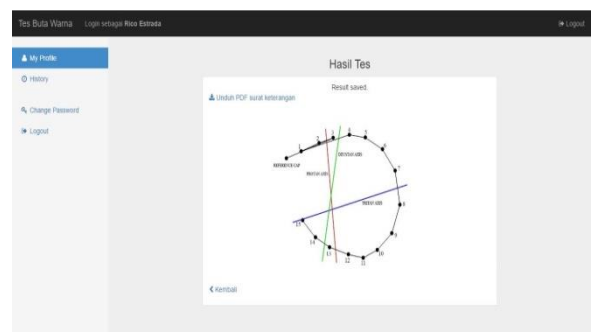 Tes Buta Warna Login sebagai Rico Estrada Logout
My Profile
History
Change Password
Logout
Hasil Tes
Result saved.
Unduh PDF surat keterangan
REFERENCE CAP
1
2
3
4
5
6
7
8
9
10
11
12
13
14
15
PROTAN AXIS
DEUTAN AXIS
TRITAN AXIS
Kembali